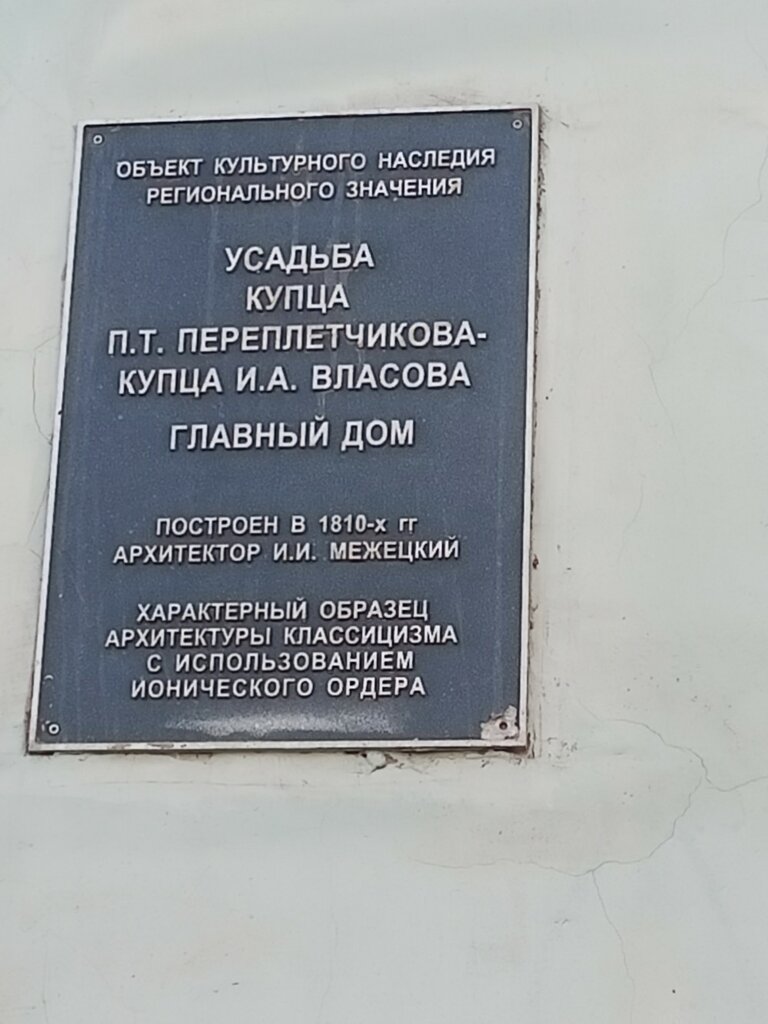 ОБЪЕКТ КУЛЬТУРНОГО НАСЛЕДИЯ
РЕГИОНАЛЬНОГО ЗНАЧЕНИЯ
УСАДЬБА
КУПЦА
П.Т. ПЕРЕПЛЕТЧИКОВА-
КУПЦА И.А. ВЛАСОВА
ГЛАВНЫЙ ДОМ
ПОСТРОЕН В 1810-х гг
АРХИТЕКТОР И.И. МЕЖЕЦКИЙ
ХАРАКТЕРНЫЙ ОБРАЗЕЦ
АРХИТЕКТУРЫ КЛАССИЦИЗМА
С ИСПОЛЬЗОВАНИЕМ
ИОНИЧЕСКОГО ОРДЕРА